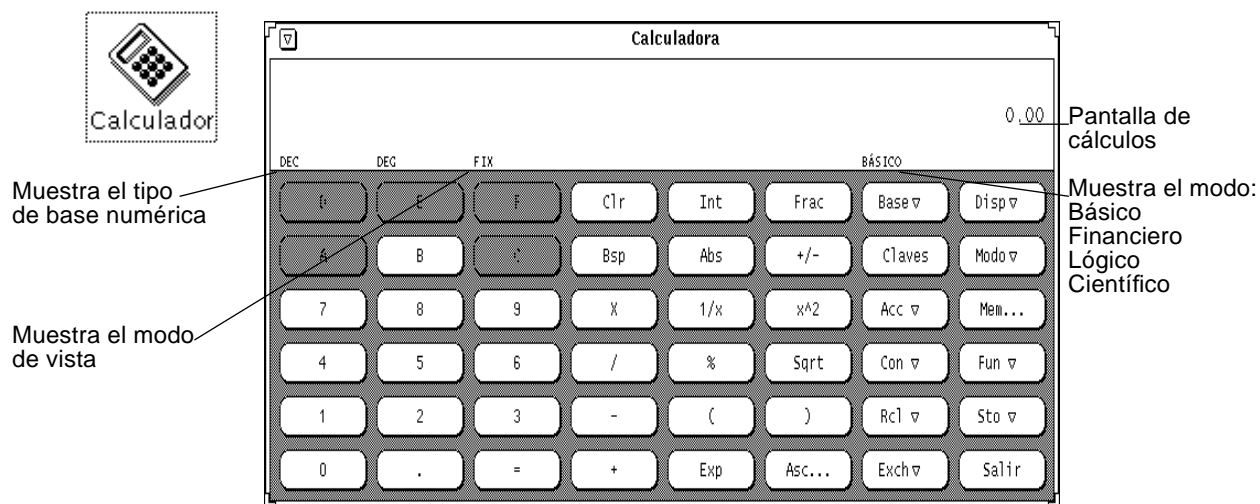 Calculador
Calculadora
0.00
DEC DEG FIX BÁSICO
Pantalla de
cálculos
Muestra el tipo
de base numérica
Muestra el modo
de vista
Muestra el modo:
Básico
Financiero
Lógico
Científico
D E F Clr Int Frac Base Disp
A B C Bsp Abs +/- Claves Modo
7 8 9 X 1/x x^2 Acc Mem...
4 5 6 / % Sqrt Con Fun
1 2 3 - ( ) Rcl Sto
0 . = + Exp Asc... Exch Salir